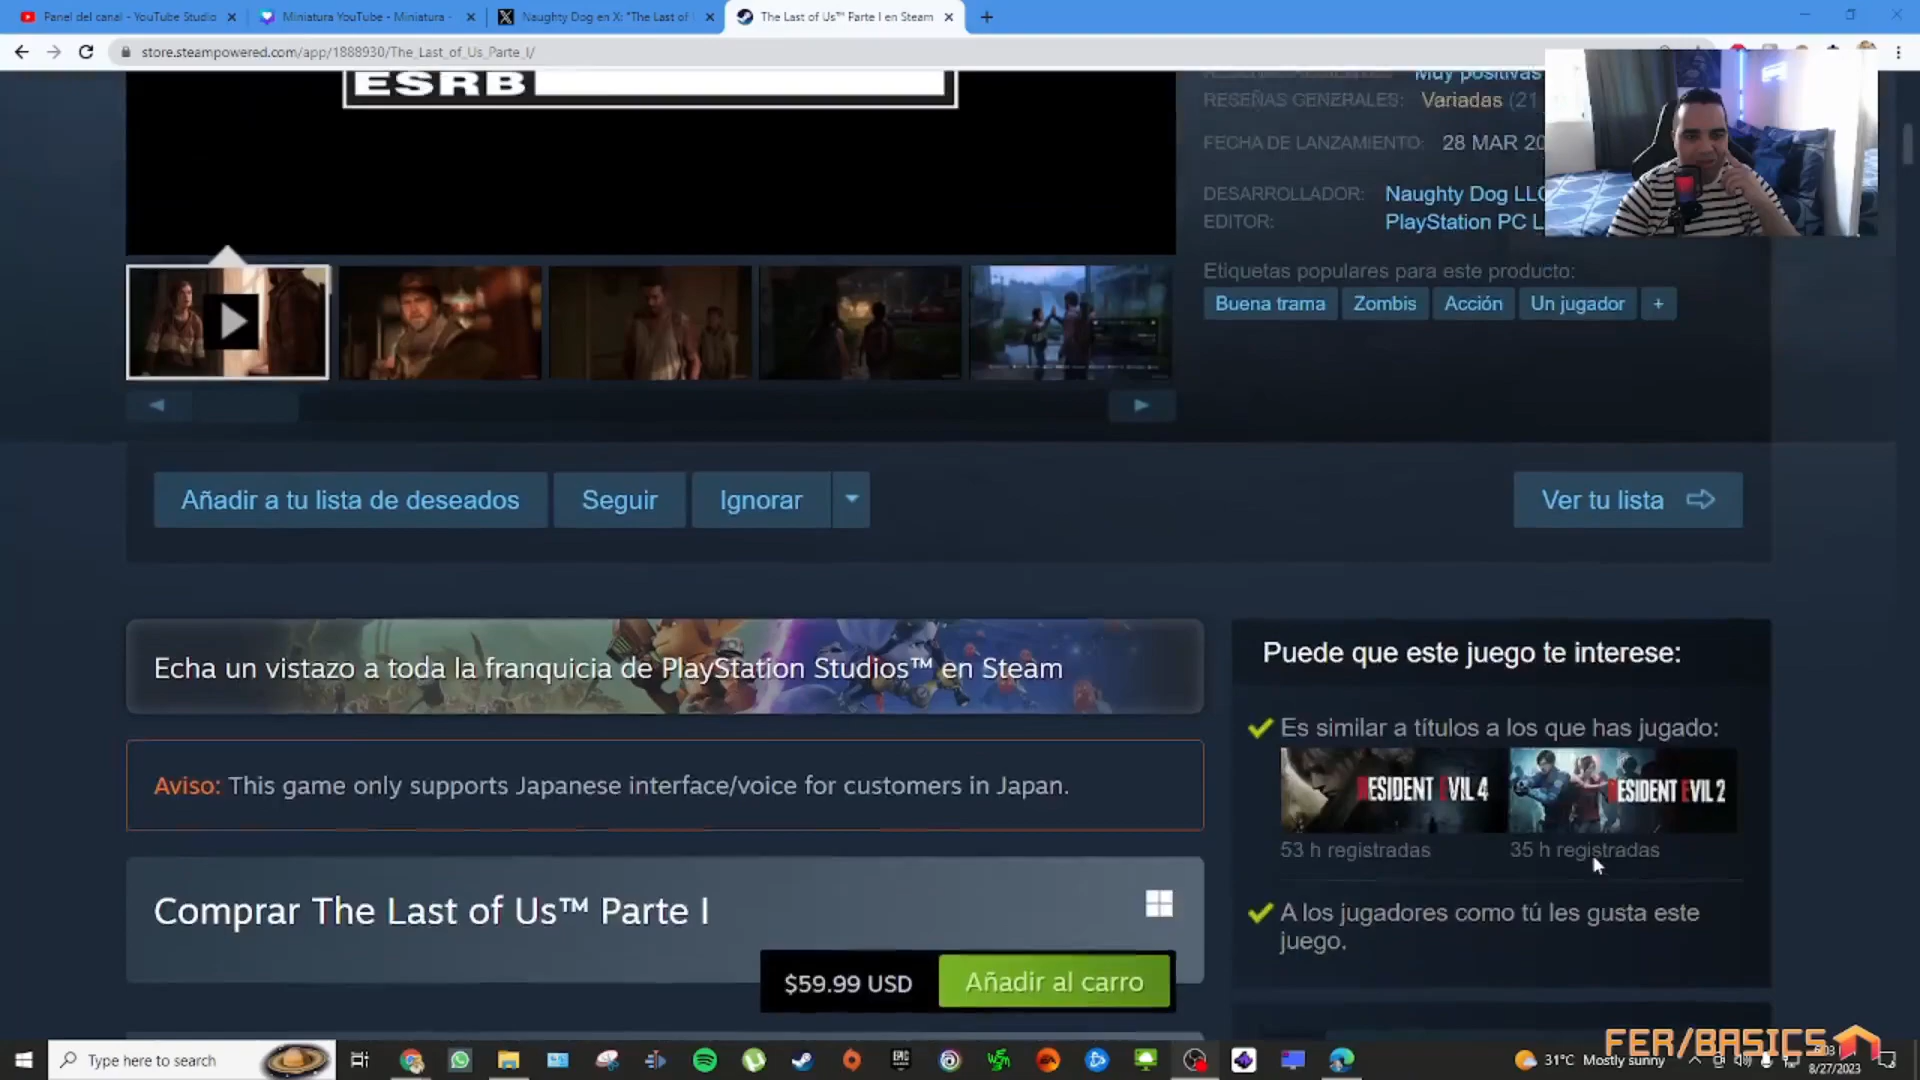 Panel del canal - YouTube Studio
Miniatura YouTube - Miniatura -
Naughty Dog en X: "The Last of
The Last of Us™ Parte I en Steam
store.steampowered.com/app/1888930/The_Last_of_Us_Parte_I/
ESRB
Muy positivas
RESEÑAS GENERALES: Variadas (21
FECHA DE LANZAMIENTO: 28 MAR 20
DESARROLLADOR: Naughty Dog LLC
EDITOR: PlayStation PC L
Etiquetas populares para este producto:
Buena trama Zombis Acción Un jugador +
Añadir a tu lista de deseados Seguir Ignorar Ver tu lista
Echa un vistazo a toda la franquicia de PlayStation Studios™ en Steam
Aviso: This game only supports Japanese interface/voice for customers in Japan.
Comprar The Last of Us™ Parte I
$59.99 USD Añadir al carro
Puede que este juego te interese:
Es similar a títulos a los que has jugado:
RESIDENT EVIL 4 RESIDENT EVIL 2
53 h registradas 35 h registradas
A los jugadores como tú les gusta este
juego.
Type here to search
EPIC
EA
31°C Mostly sunny
8/27/2023
FER/BASICS